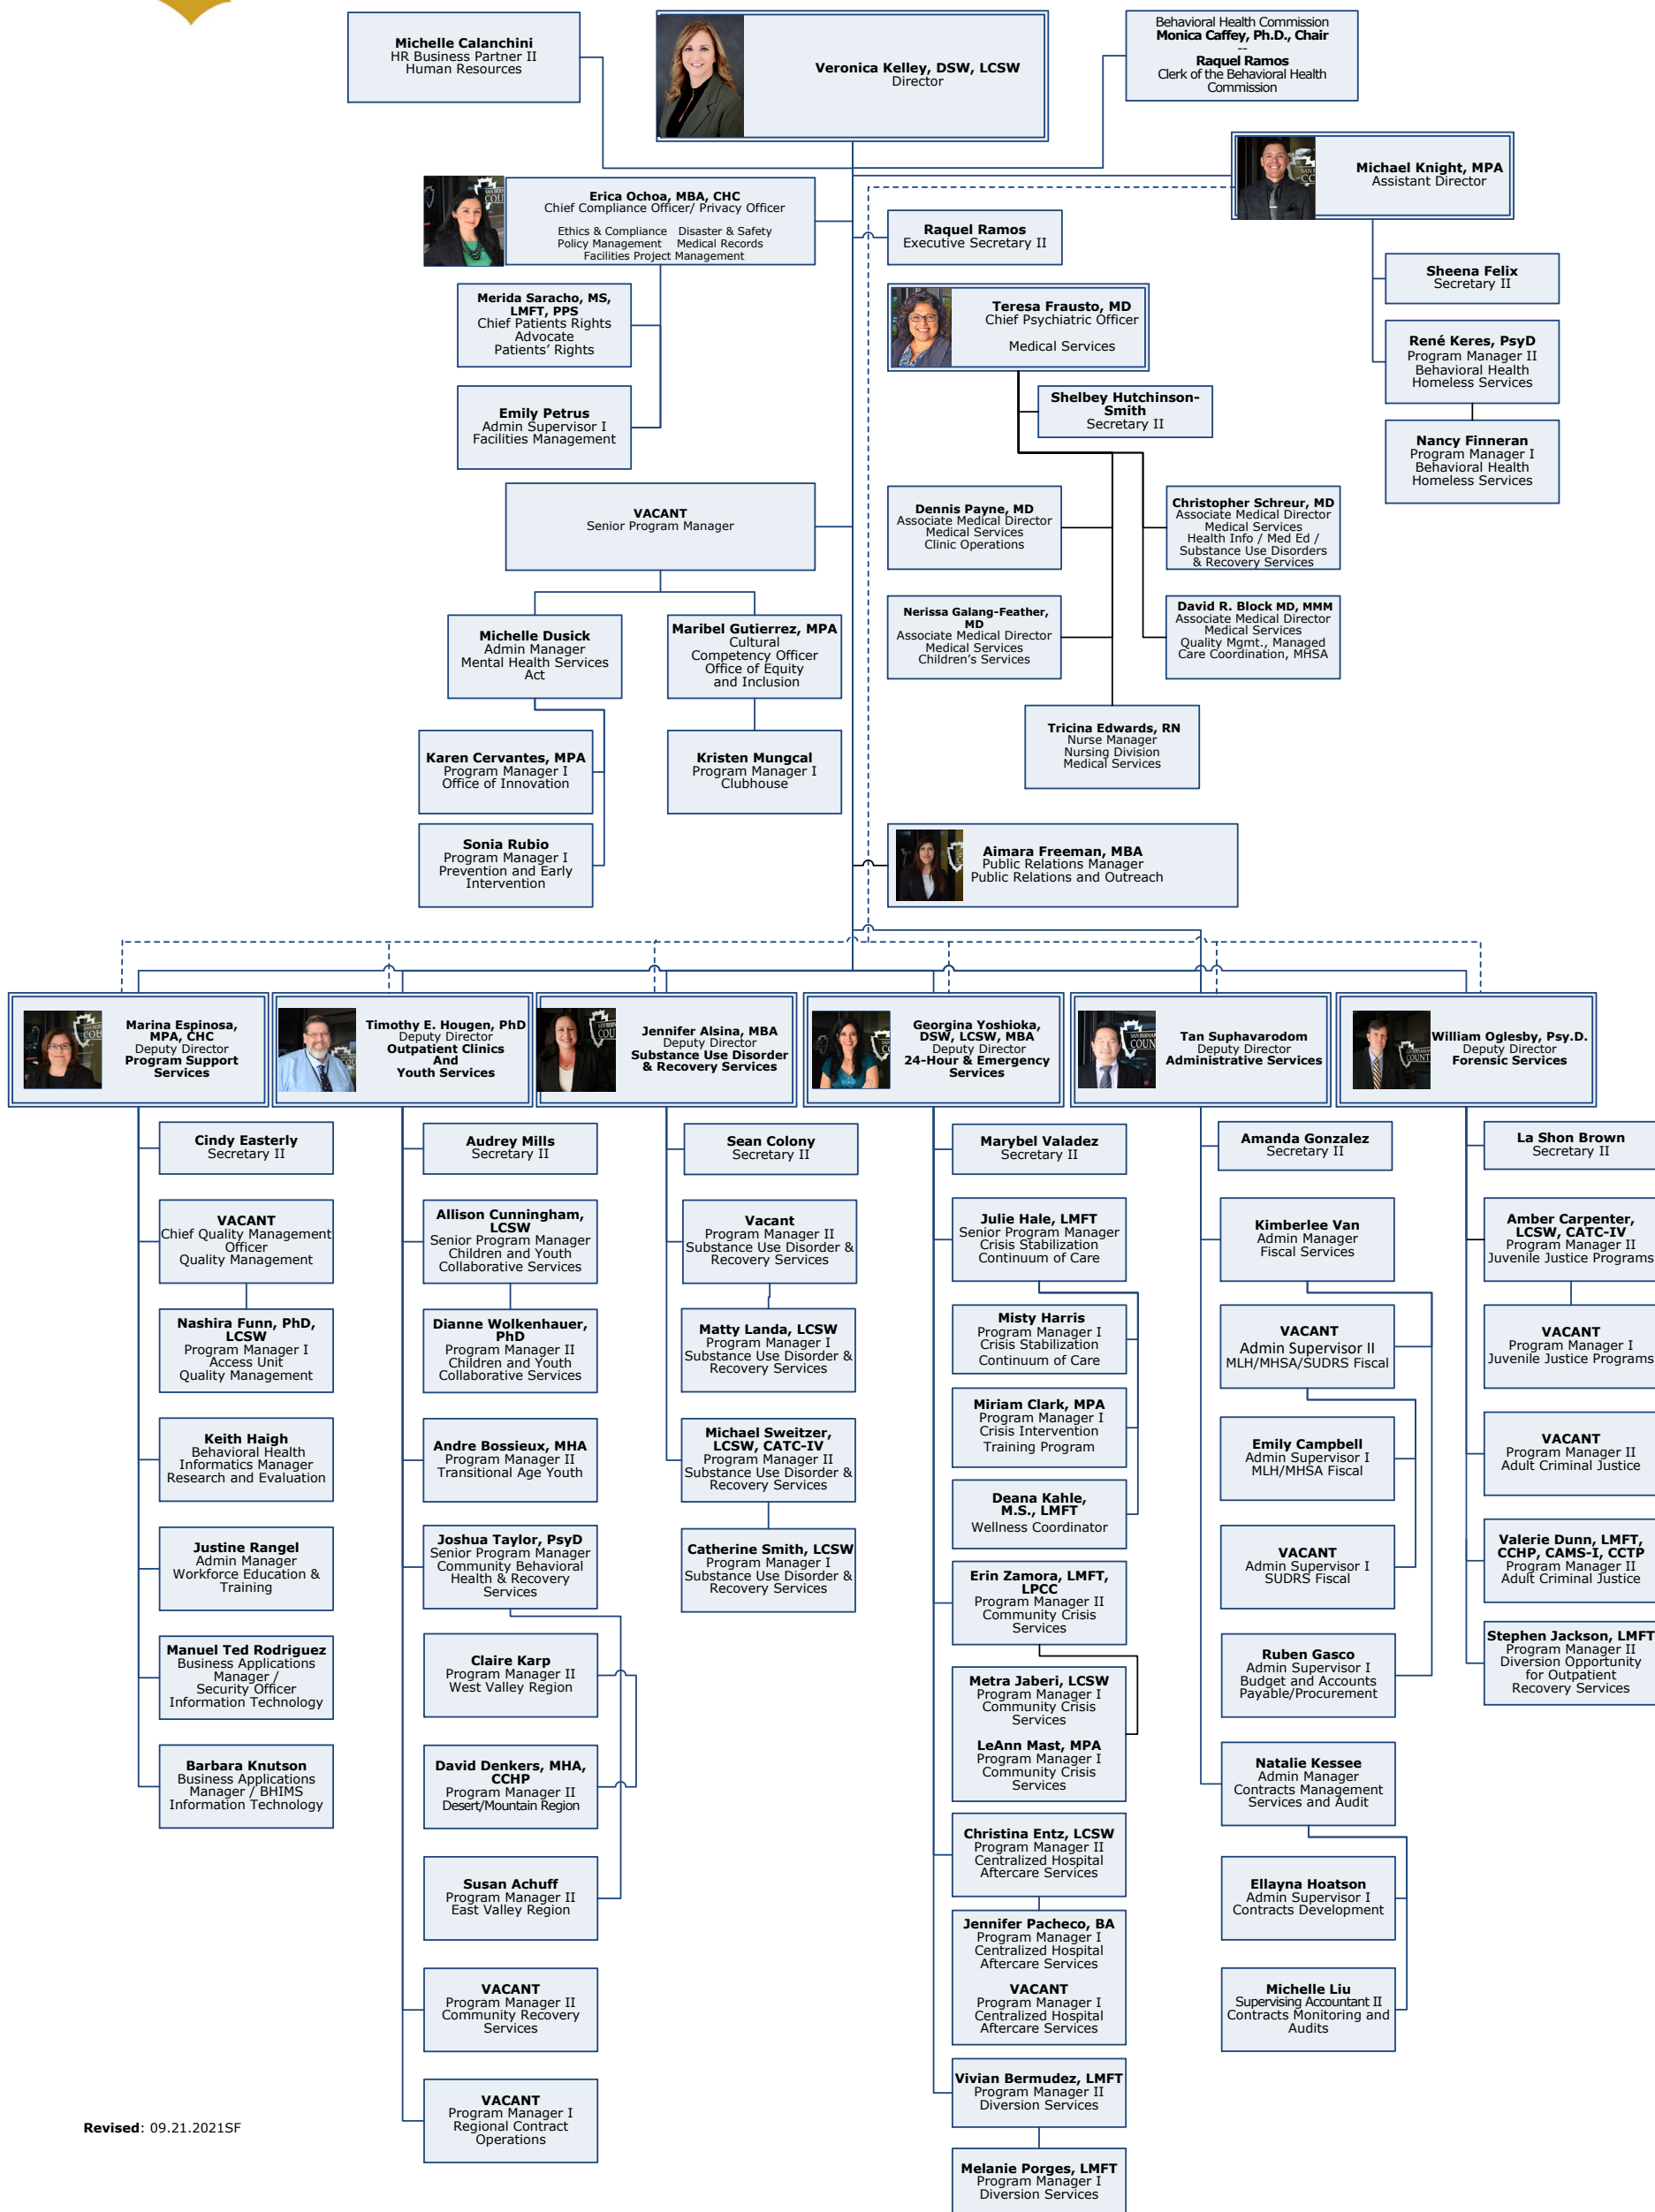 Michelle Calanchini
HR Business Partner II
Human Resources
Veronica Kelley, DSW, LCSW
Director
Behavioral Health Commission
Monica Caffey, Ph.D., Chair
--
Raquel Ramos
Clerk of the Behavioral Health
Commission
Michael Knight, MPA
Assistant Director
Erica Ochoa, MBA, CHC
Chief Compliance Officer/ Privacy Officer
Ethics & Compliance Disaster & Safety
Policy Management Medical Records
Facilities Project Management
Raquel Ramos
Executive Secretary II
Sheena Felix
Secretary II
Merida Saracho, MS,
LMFT, PPS
Chief Patients Rights
Advocate
Patients’ Rights
Teresa Frausto, MD
Chief Psychiatric Officer
Medical Services
René Keres, PsyD
Program Manager II
Behavioral Health
Homeless Services
Emily Petrus
Admin Supervisor I
Facilities Management
Shelbey Hutchinson-
Smith
Secretary II
Nancy Finneran
Program Manager I
Behavioral Health
Homeless Services
VACANT
Senior Program Manager
Dennis Payne, MD
Associate Medical Director
Medical Services
Clinic Operations
Christopher Schreur, MD
Associate Medical Director
Medical Services
Health Info / Med Ed /
Substance Use Disorders
& Recovery Services
Michelle Dusick
Admin Manager
Mental Health Services
Act
Maribel Gutierrez, MPA
Cultural
Competency Officer
Office of Equity
and Inclusion
Nerissa Galang-Feather,
MD
Associate Medical Director
Medical Services
Children’s Services
David R. Block MD, MMM
Associate Medical Director
Medical Services
Quality Mgmt., Managed
Care Coordination, MHSA
Karen Cervantes, MPA
Program Manager I
Office of Innovation
Kristen Mungcal
Program Manager I
Clubhouse
Tricina Edwards, RN
Nurse Manager
Nursing Division
Medical Services
Sonia Rubio
Program Manager I
Prevention and Early
Intervention
Aimara Freeman, MBA
Public Relations Manager
Public Relations and Outreach
Marina Espinosa,
MPA, CHC
Deputy Director
Program Support
Services
Timothy E. Hougen, PhD
Deputy Director
Outpatient Clinics
And
Youth Services
Jennifer Alsina, MBA
Deputy Director
Substance Use Disorder
& Recovery Services
Georgina Yoshioka,
DSW, LCSW, MBA
Deputy Director
24-Hour & Emergency
Services
Tan Suphavarodom
Deputy Director
Administrative Services
William Oglesby, Psy.D.
Deputy Director
Forensic Services
Cindy Easterly
Secretary II
VACANT
Chief Quality Management
Officer
Quality Management
Nashira Funn, PhD,
LCSW
Program Manager I
Access Unit
Quality Management
Keith Haigh
Behavioral Health
Informatics Manager
Research and Evaluation
Justine Rangel
Admin Manager
Workforce Education &
Training
Manuel Ted Rodriguez
Business Applications
Manager /
Security Officer
Information Technology
Barbara Knutson
Business Applications
Manager / BHIMS
Information Technology
Audrey Mills
Secretary II
Allison Cunningham,
LCSW
Senior Program Manager
Children and Youth
Collaborative Services
Dianne Wolkenhauer,
PhD
Program Manager II
Children and Youth
Collaborative Services
Andre Bossieux, MHA
Program Manager II
Transitional Age Youth
Joshua Taylor, PsyD
Senior Program Manager
Community Behavioral
Health & Recovery
Services
Claire Karp
Program Manager II
West Valley Region
David Denkers, MHA,
CCHP
Program Manager II
Desert/Mountain Region
Susan Achuff
Program Manager II
East Valley Region
VACANT
Program Manager II
Community Recovery
Services
VACANT
Program Manager I
Regional Contract
Operations
Sean Colony
Secretary II
Vacant
Program Manager II
Substance Use Disorder &
Recovery Services
Matty Landa, LCSW
Program Manager I
Substance Use Disorder &
Recovery Services
Michael Sweitzer,
LCSW, CATC-IV
Program Manager II
Substance Use Disorder &
Recovery Services
Catherine Smith, LCSW
Program Manager I
Substance Use Disorder &
Recovery Services
Marybel Valadez
Secretary II
Julie Hale, LMFT
Senior Program Manager
Crisis Stabilization
Continuum of Care
Misty Harris
Program Manager I
Crisis Stabilization
Continuum of Care
Miriam Clark, MPA
Program Manager I
Crisis Intervention
Training Program
Deana Kahle,
M.S., LMFT
Wellness Coordinator
Erin Zamora, LMFT,
LPCC
Program Manager II
Community Crisis
Services
Metra Jaberi, LCSW
Program Manager I
Community Crisis
Services
LeAnn Mast, MPA
Program Manager I
Community Crisis
Services
Christina Entz, LCSW
Program Manager II
Centralized Hospital
Aftercare Services
Jennifer Pacheco, BA
Program Manager I
Centralized Hospital
Aftercare Services
VACANT
Program Manager I
Centralized Hospital
Aftercare Services
Vivian Bermudez, LMFT
Program Manager II
Diversion Services
Melanie Porges, LMFT
Program Manager I
Diversion Services
Amanda Gonzalez
Secretary II
Kimberlee Van
Admin Manager
Fiscal Services
VACANT
Admin Supervisor II
MLH/MHSA/SUDRS Fiscal
Emily Campbell
Admin Supervisor I
MLH/MHSA Fiscal
VACANT
Admin Supervisor I
SUDRS Fiscal
Ruben Gasco
Admin Supervisor I
Budget and Accounts
Payable/Procurement
Natalie Kessee
Admin Manager
Contracts Management
Services and Audit
Ellayna Hoatson
Admin Supervisor I
Contracts Development
Michelle Liu
Supervising Accountant II
Contracts Monitoring and
Audits
La Shon Brown
Secretary II
Amber Carpenter,
LCSW, CATC-IV
Program Manager II
Juvenile Justice Programs
VACANT
Program Manager I
Juvenile Justice Programs
VACANT
Program Manager II
Adult Criminal Justice
Valerie Dunn, LMFT,
CCHP, CAMS-I, CCTP
Program Manager II
Adult Criminal Justice
Stephen Jackson, LMFT
Program Manager II
Diversion Opportunity
for Outpatient
Recovery Services
Revised: 09.21.2021SF